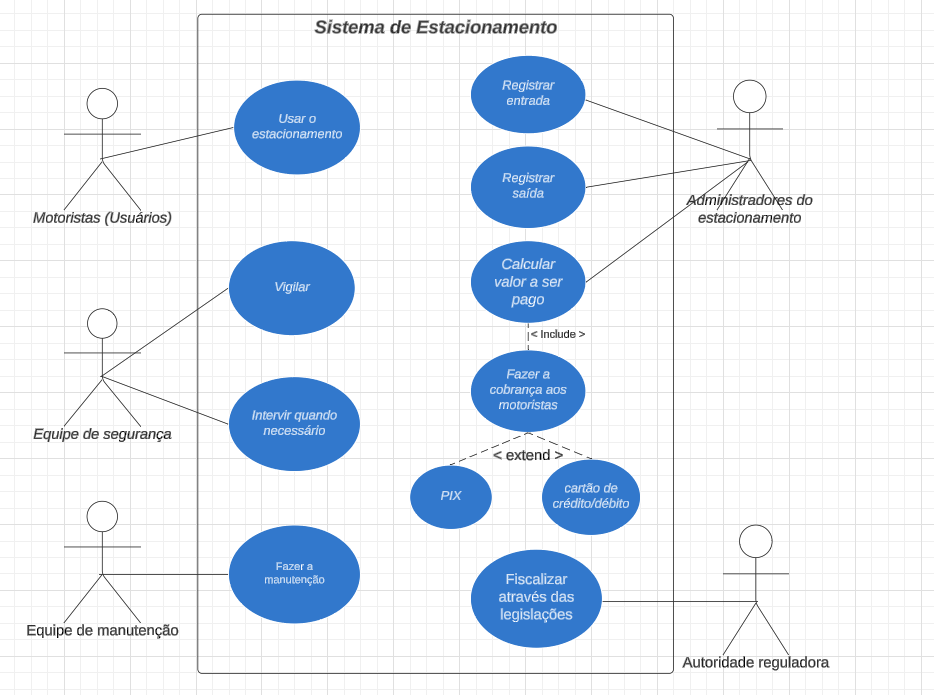 Sistema de Estacionamento
Usar o
estacionamento
Motoristas (Usuários)
Registrar
entrada
Registrar
saída
Administradores do
estacionamento
Vigilar
Calcular
valor a ser
pago
< Include >
Intervir quando
necessário
Equipe de segurança
Fazer a
cobrança aos
motoristas
< extend >
PIX
cartão de
crédito/débito
Fazer a
manutenção
Equipe de manutenção
Fiscalizar
através das
legislações
Autoridade reguladora